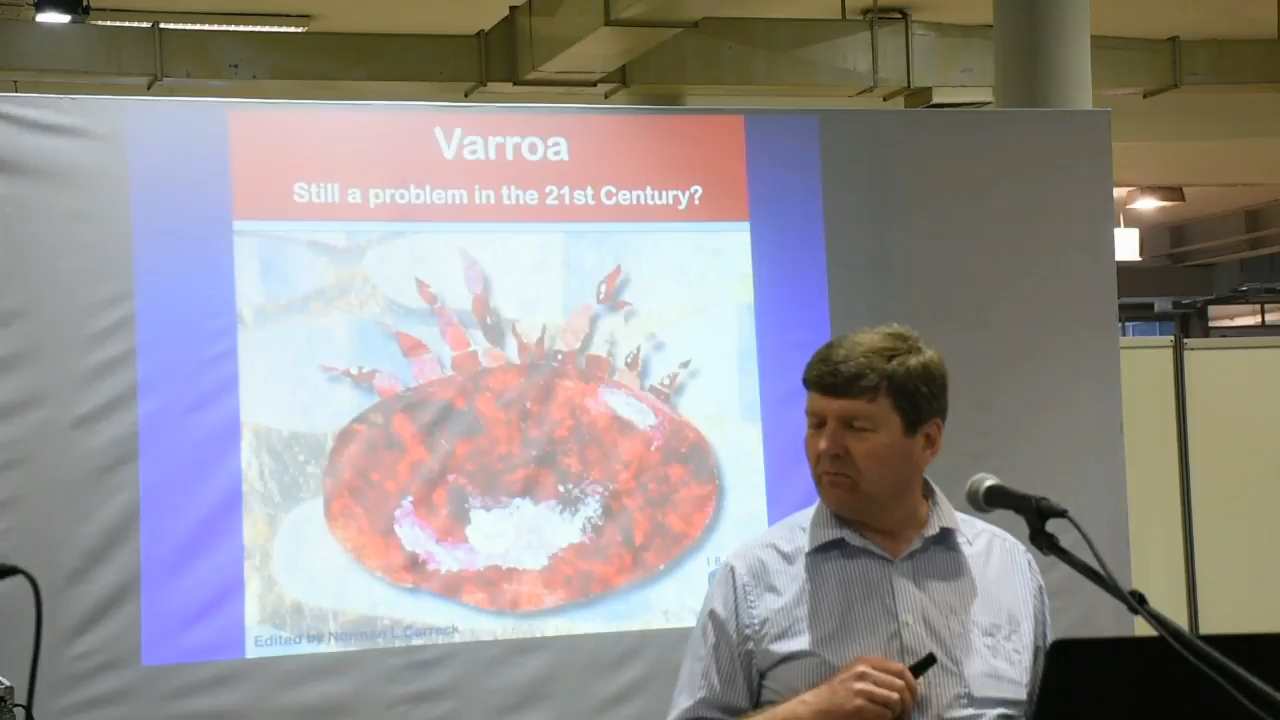 Varroa
Still a problem in the 21st Century?
Edited by Norman L Carreck